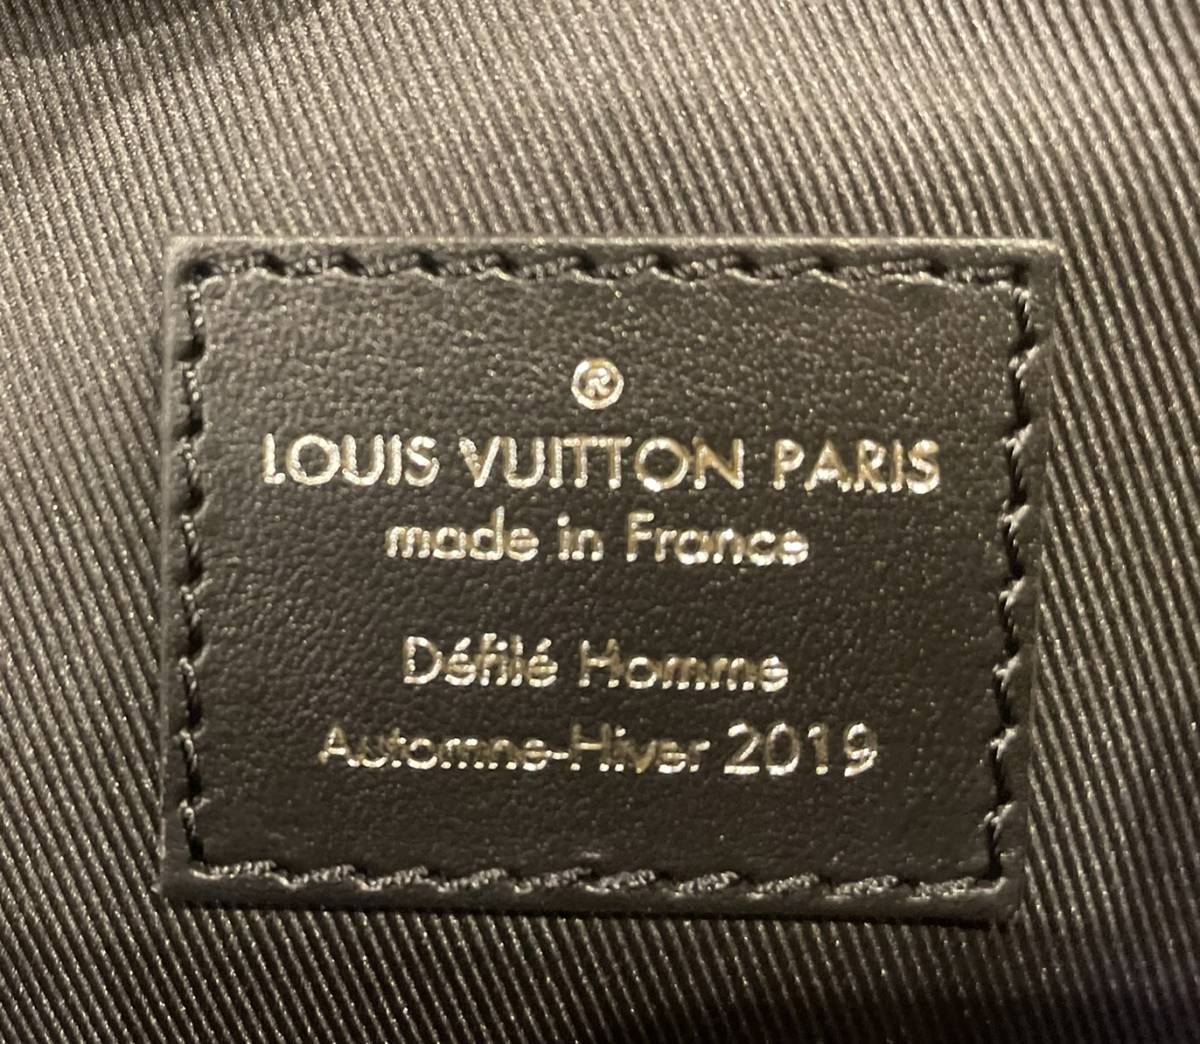 ®
LOUIS VUITTON PARIS
made in France
Défilé Homme
Automne-Hiver 2019